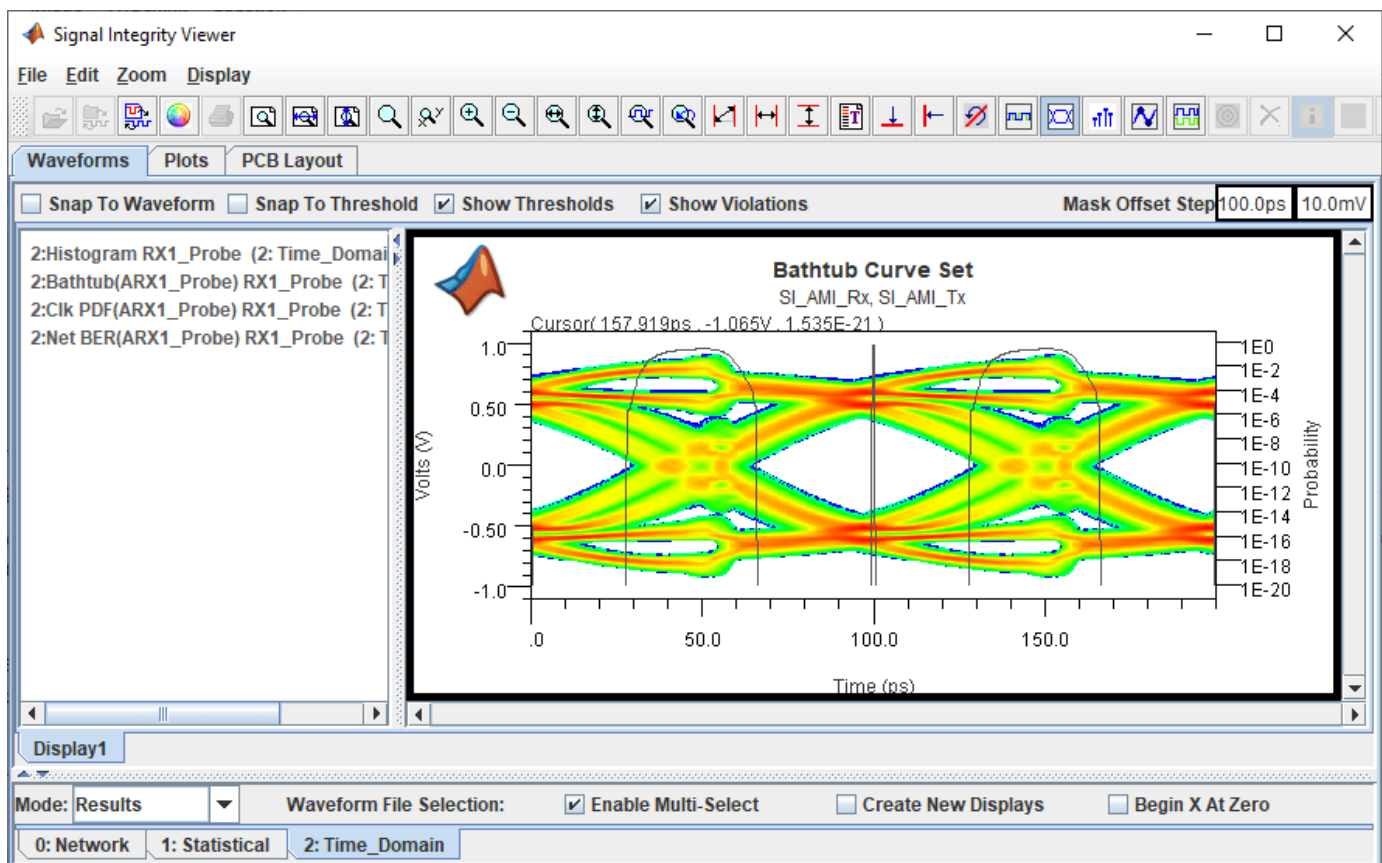 Signal Integrity Viewer
File Edit Zoom Display
Waveforms Plots PCB Layout
Snap To Waveform Snap To Threshold Show Thresholds Show Violations Mask Offset Step 100.0ps 10.0mV
2:Histogram RX1_Probe (2: Time_Domai
2:Bathtub(ARX1_Probe) RX1_Probe (2: T
2:Clk PDF(ARX1_Probe) RX1_Probe (2: T
2:Net BER(ARX1_Probe) RX1_Probe (2: T
Bathtub Curve Set
SI_AMI_Rx, SI_AMI_Tx
Cursor( 157.919ps , -1.065V , 1.535E-21 )
Volts (V)
1.0
0.50
0.0
-0.50
-1.0
1E0
1E-2
1E-4
1E-6
1E-8
1E-10
1E-12
1E-14
1E-16
1E-18
1E-20
Probability
.0 50.0 100.0 150.0
Time (ps)
Display1
Mode: Results Waveform File Selection: Enable Multi-Select Create New Displays Begin X At Zero
0: Network 1: Statistical 2: Time_Domain